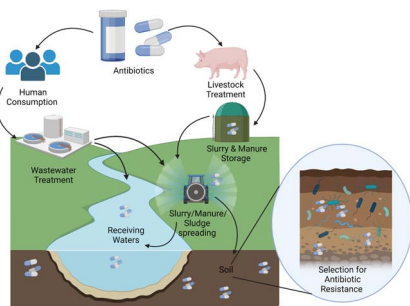 Antibiotics
Human
Consumption
Livestock
Treatment
Slurry & Manure
Storage
Wastewater
Treatment
Slurry/Manure/
Sludge
spreading
Receiving
Waters
Soil
Selection for
Antibiotic
Resistance